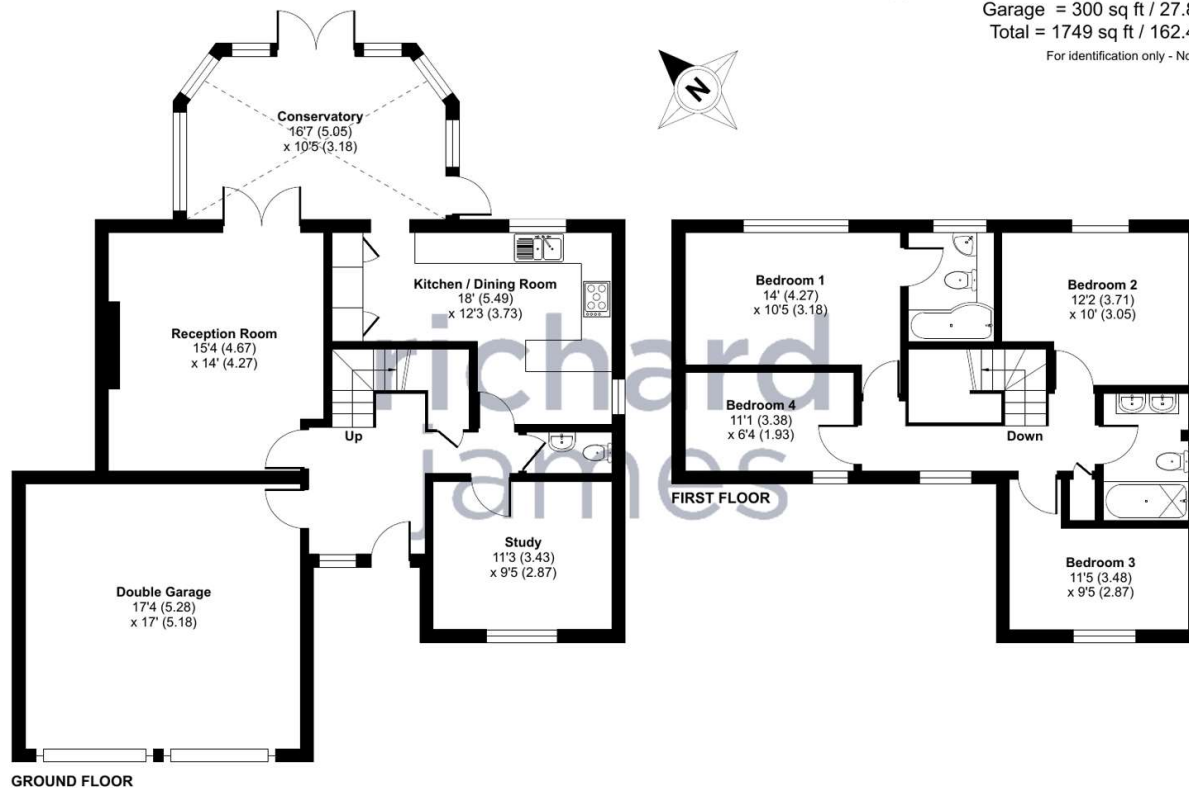 Garage = 300 sq ft / 27.8
Total = 1749 sq ft / 162.4
For identification only - No
N
Conservatory
16'7 (5.05)
x 10'5 (3.18)
Kitchen / Dining Room
18' (5.49)
x 12'3 (3.73)
Reception Room
15'4 (4.67)
x 14' (4.27)
Up
Study
11'3 (3.43)
x 9'5 (2.87)
Double Garage
17'4 (5.28)
x 17' (5.18)
GROUND FLOOR
Bedroom 1
14' (4.27)
x 10'5 (3.18)
Bedroom 2
12'2 (3.71)
x 10' (3.05)
Bedroom 4
11'1 (3.38)
x 6'4 (1.93)
Down
FIRST FLOOR
Bedroom 3
11'5 (3.48)
x 9'5 (2.87)
richard
james